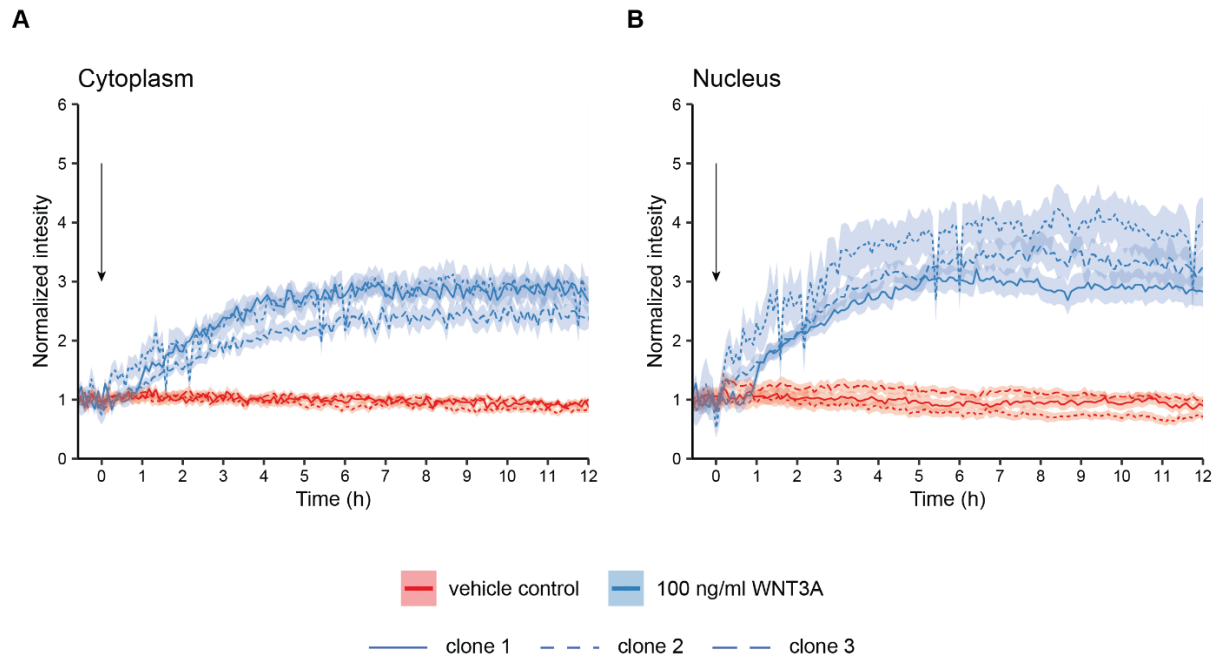 A
B
Cytoplasm
Nucleus
Normalized intesity
6
5
4
3
2
1
0
0 1 2 3 4 5 6 7 8 9 10 11 12
Time (h)
Normalized intesity
6
5
4
3
2
1
0
0 1 2 3 4 5 6 7 8 9 10 11 12
Time (h)
vehicle control
100 ng/ml WNT3A
clone 1
clone 2
clone 3